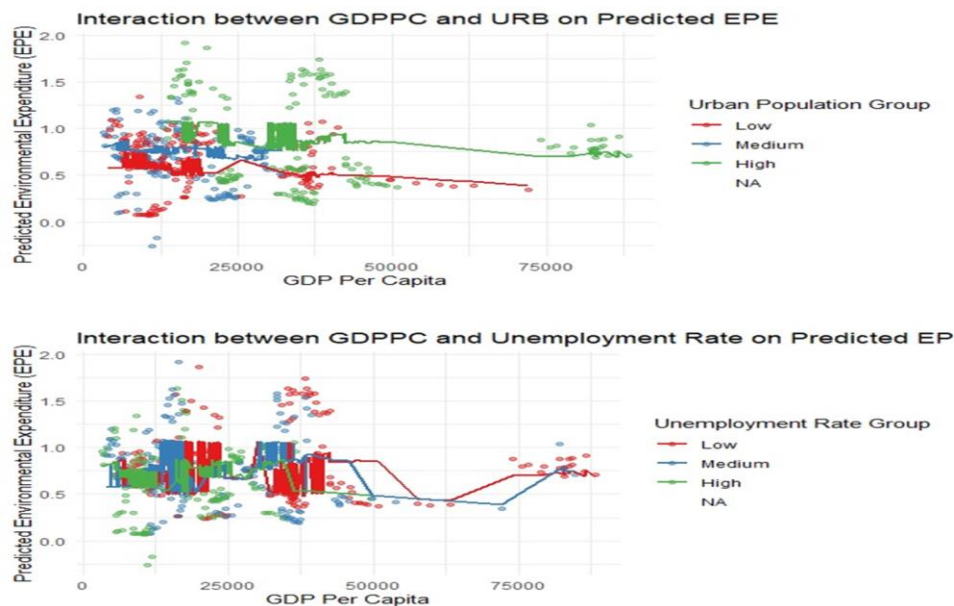 Interaction between GDPPC and URB on Predicted EPE
Predicted Environmental Expenditure (EPE)
2.0
1.5
1.0
0.5
0.0
0 25000 50000 75000
GDP Per Capita
Urban Population Group
Low
Medium
High
NA
Interaction between GDPPC and Unemployment Rate on Predicted EP
Predicted Environmental Expenditure (EPE)
2.0
1.5
1.0
0.5
0.0
0 25000 50000 75000
GDP Per Capita
Unemployment Rate Group
Low
Medium
High
NA